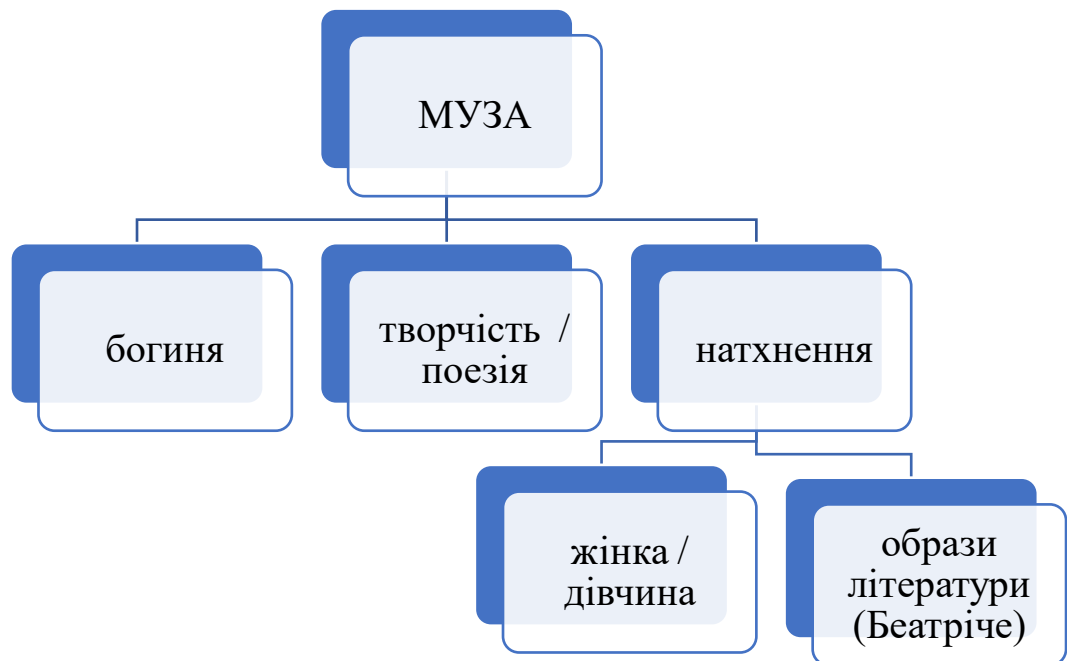 МУЗА
богиня
творчість /
поезія
натхнення
жінка /
дівчина
образи
літератури
(Беатріче)